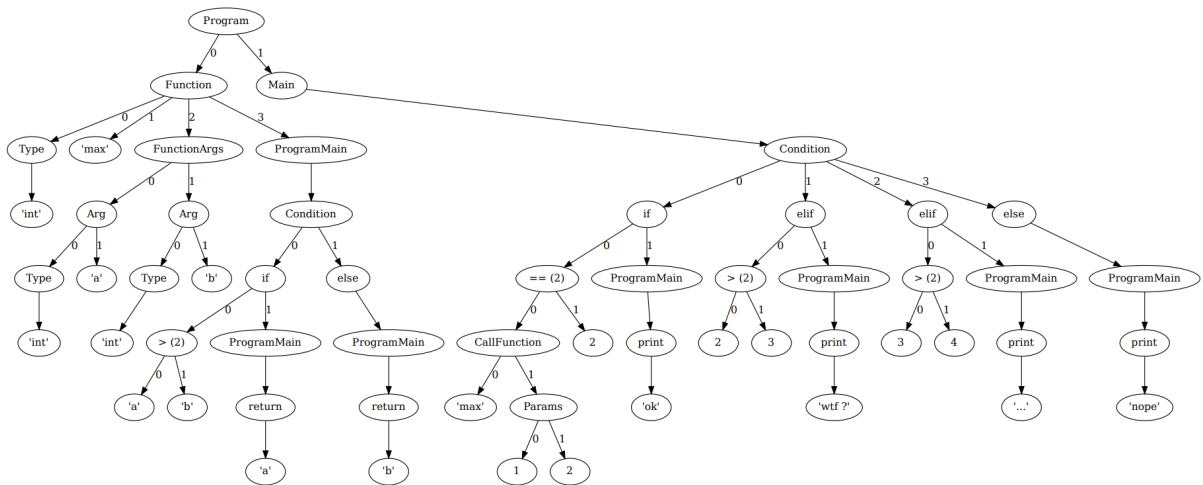 Program
0 1
Function Main
0 1 2 3
Type 'max' FunctionArgs ProgramMain Condition
0 1 0 1 2 3
'int' Arg Arg Condition if elif elif else
0 1 0 1 0 1 0 1 0 1 0 1
Type 'a' Type 'b' if else == (2) ProgramMain > (2) ProgramMain > (2) ProgramMain ProgramMain
0 1 0 1 0 1 0 1
'int' 'int' > (2) ProgramMain ProgramMain CallFunction 2 print 2 3 print 3 4 print print
0 1 0 1
'a' 'b' return return 'max' Params 'ok' 'wtf ?' '...' 'nope'
0 1
'a' 'b' 1 2